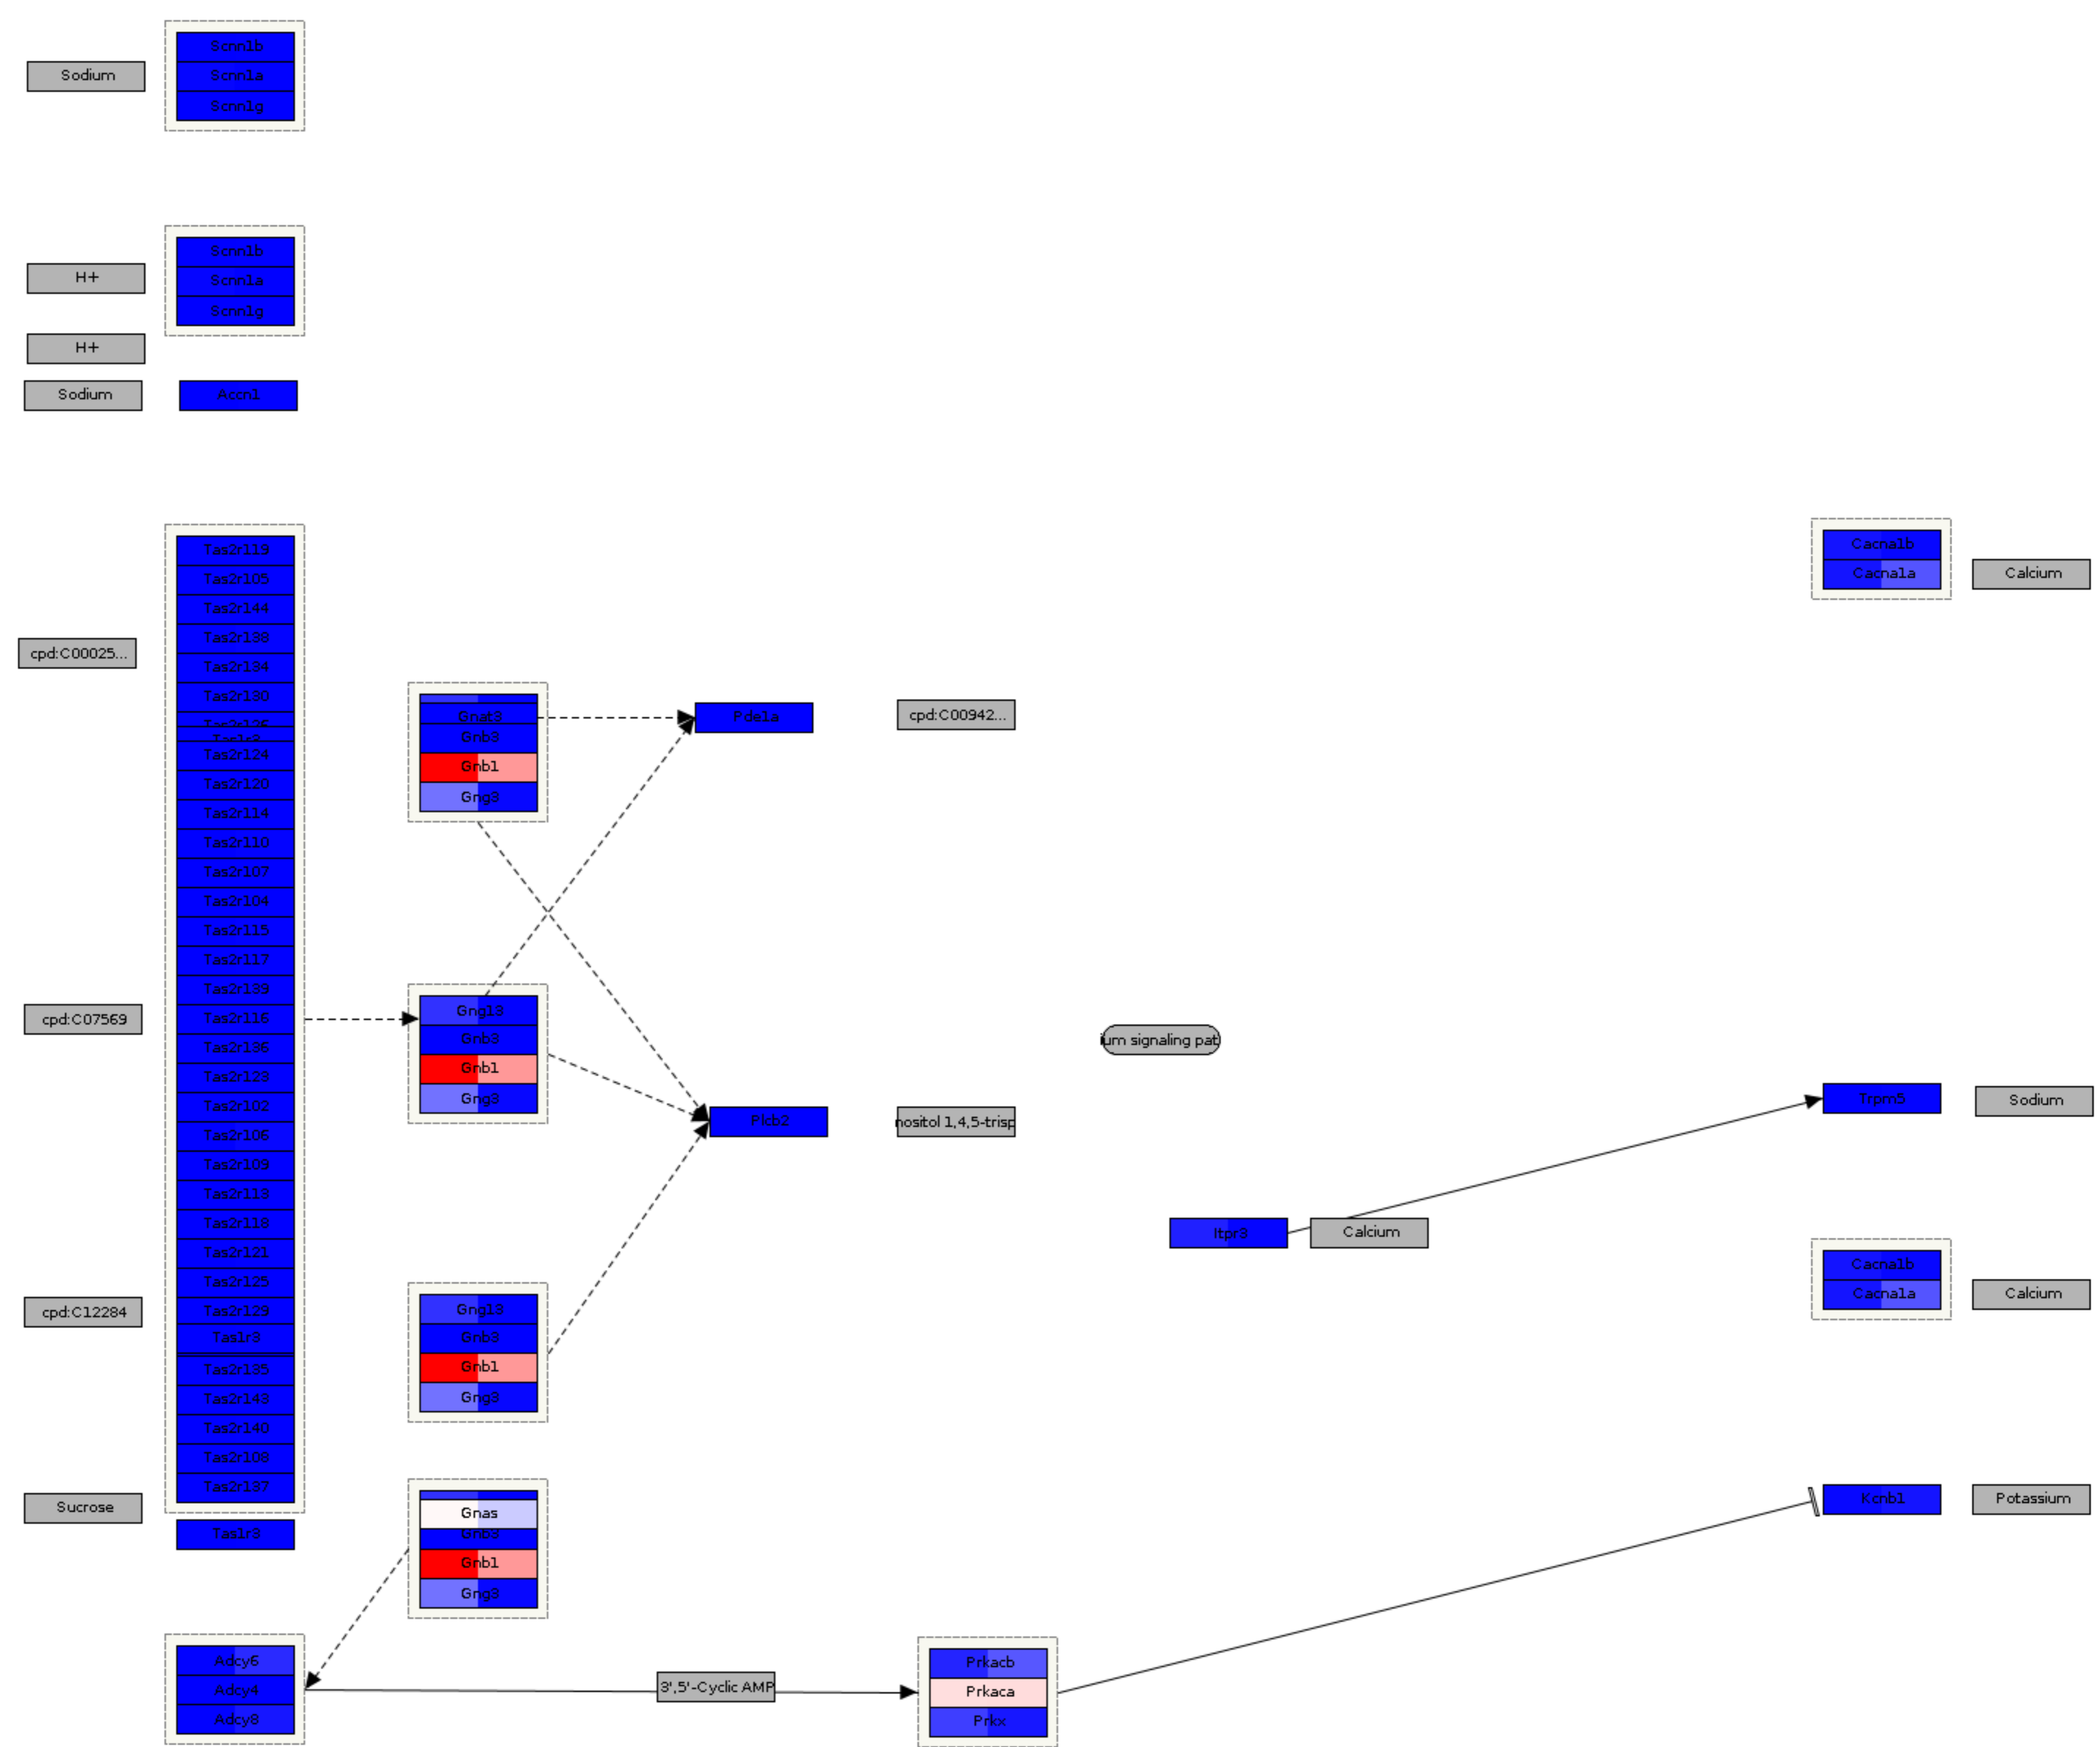 Scnn1b
Sodium
Scnn1a
Scnn1g
Scnn1b
H+
Scnn1a
Scnn1g
H+
Sodium
Accn1
Tas2r119
Tas2r105
Tas2r144
Tas2r138
cpd:C00025...
Tas2r134
Tas2r130
Tas2r126
Tas1r3
Tas2r124
Tas2r120
Tas2r114
Tas2r110
Tas2r107
Tas2r104
Tas2r115
Tas2r117
Tas2r139
cpd:C07569
Tas2r116
Tas2r136
Tas2r123
Tas2r102
Tas2r106
Tas2r109
Tas2r113
Tas2r118
Tas2r121
Tas2r125
cpd:C12284
Tas2r129
Tas1r3
Tas2r135
Tas2r143
Tas2r140
Tas2r108
Tas2r137
Sucrose
Tas1r3
Adcy6
Adcy4
Adcy8
Gnat3
Gnb3
Gnb1
Gng3
Gng13
Gnb3
Gnb1
Gng3
Gng13
Gnb3
Gnb1
Gng3
Gnas
Gnb3
Gnb1
Gng3
Pde1a
cpd:C00942...
Plcb2
nositol 1,4,5-trisp
ium signaling pat
Itpr3
Calcium
3',5'-Cyclic AMP
Prkacb
Prkaca
Prkx
Cacna1b
Cacna1a
Calcium
Trpm5
Sodium
Cacna1b
Cacna1a
Calcium
Kcnb1
Potassium